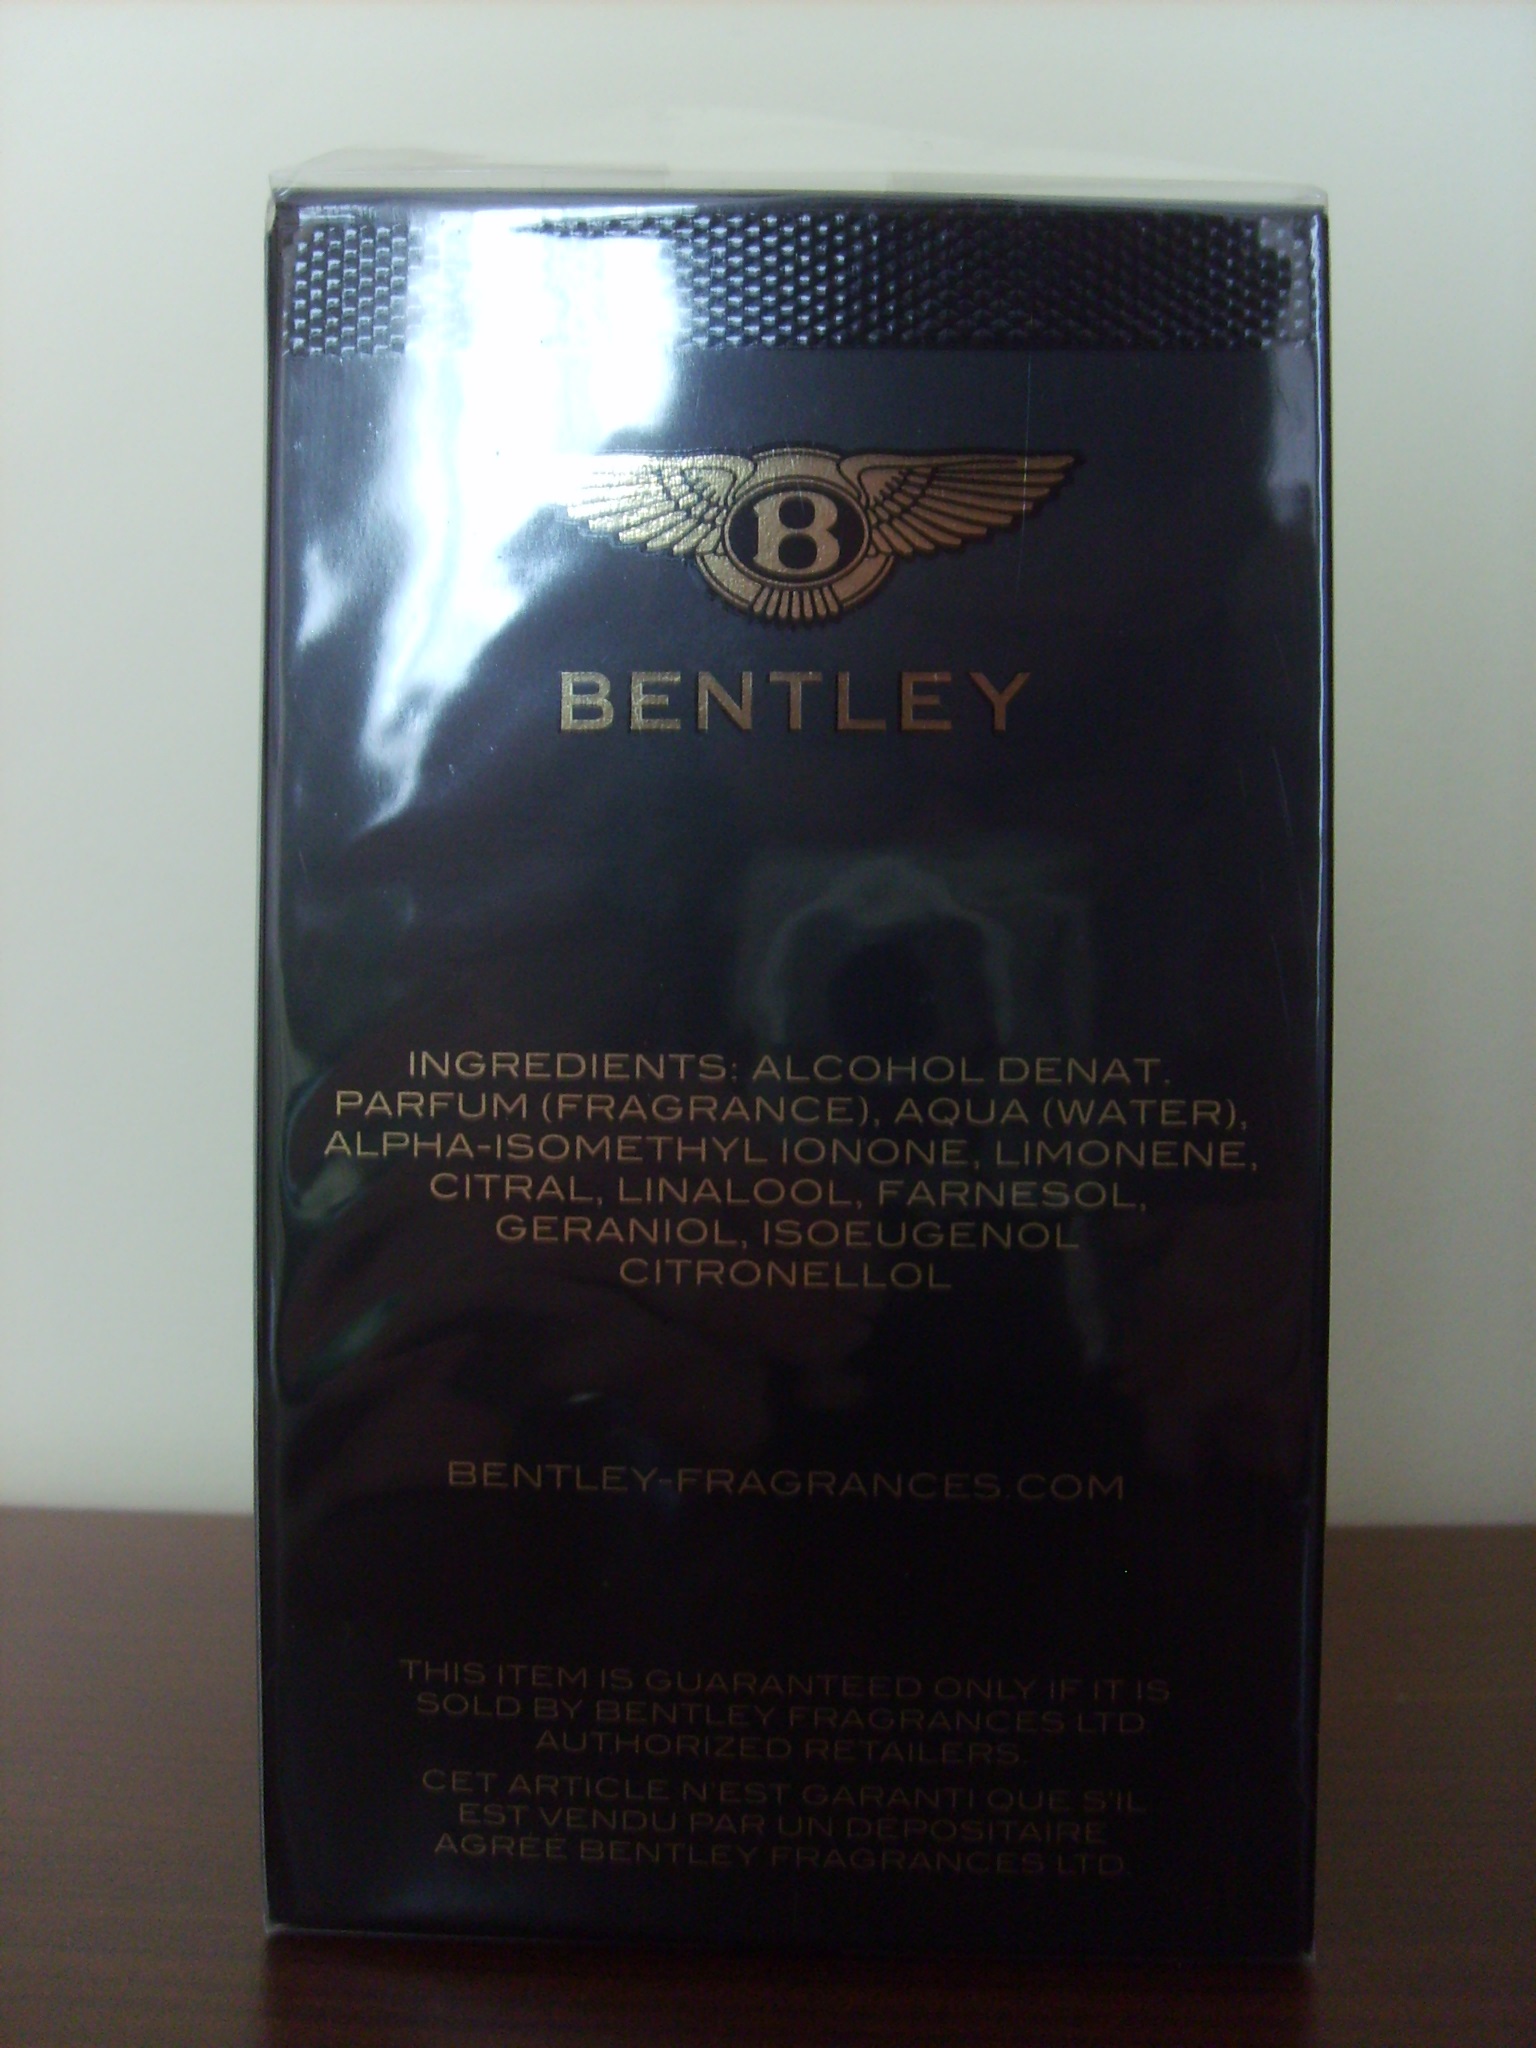 B
BENTLEY
INGREDIENTS: ALCOHOL DENAT.
PARFUM (FRAGRANCE), AQUA (WATER),
ALPHA-ISOMETHYL IONONE, LIMONENE,
CITRAL, LINALOOL, FARNESOL,
GERANIOL, ISOEUGENOL
CITRONELLOL
BENTLEY-FRAGRANCES.COM
THIS ITEM IS GUARANTEED ONLY IF IT IS
SOLD BY BENTLEY FRAGRANCES LTD.
AUTHORIZED RETAILERS.
CET ARTICLE N'EST GARANTI QUE S'IL
EST VENDU PAR UN DÉPOSITAIRE
AGRÉÉ BENTLEY FRAGRANCES LTD.